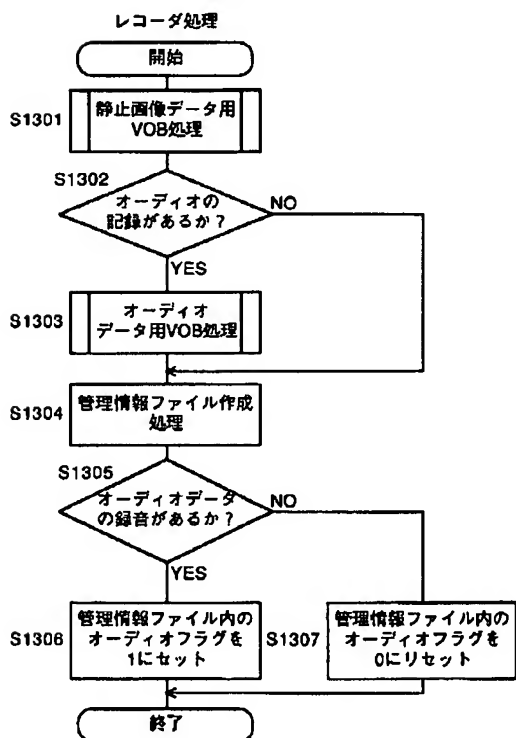 レコーダ処理
開始
S1301
静止画像データ用
VOB処理
S1302
オーディオの
記録があるか？
NO
YES
S1303
オーディオ
データ用VOB処理
S1304
管理情報ファイル作成
処理
S1305
オーディオデータ
の録音があるか？
NO
YES
S1306
管理情報ファイル内の
オーディオフラグを
1にセット
S1307
管理情報ファイル内の
オーディオフラグを
0にリセット
終了